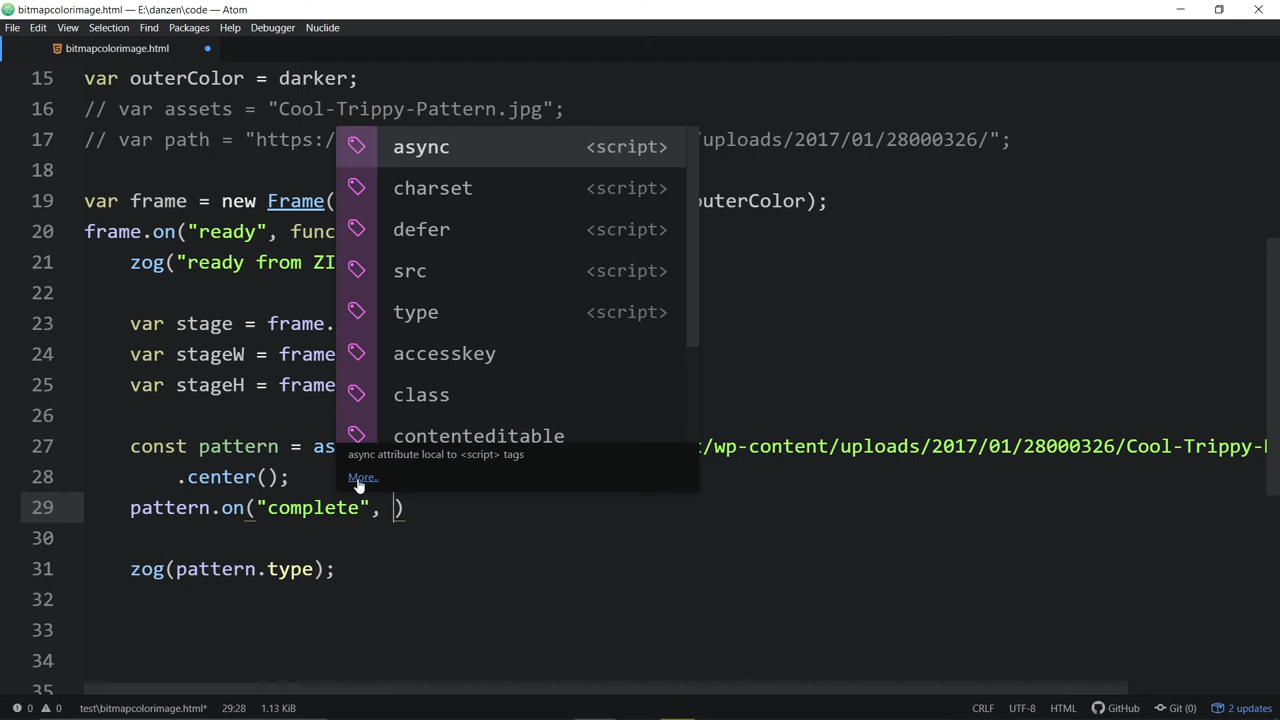 bitmapcolorimage.html — E:\danzen\code — Atom
File Edit View Selection Find Packages Help Debugger Nuclide
bitmapcolorimage.html
15 var outerColor = darker;
16 // var assets = "Cool-Trippy-Pattern.jpg";
17 // var path = "https:/ uploads/2017/01/28000326/";
18
19 var frame = new Frame( outerColor);
20 frame.on("ready", func
21 zog("ready from ZI
22
23 var stage = frame.
24 var stageW = frame
25 var stageH = frame
26
27 const pattern = as t/wp-content/uploads/2017/01/28000326/Cool-Trippy-
28 .center();
29 pattern.on("complete", )
30
31 zog(pattern.type);
32
33
34
35
async <script>
charset <script>
defer <script>
src <script>
type <script>
accesskey
class
contenteditable
async attribute local to <script> tags
More..
0 0 test\bitmapcolorimage.html* 29:28 1.13 KiB CRLF UTF-8 HTML GitHub Git (0) 2 updates